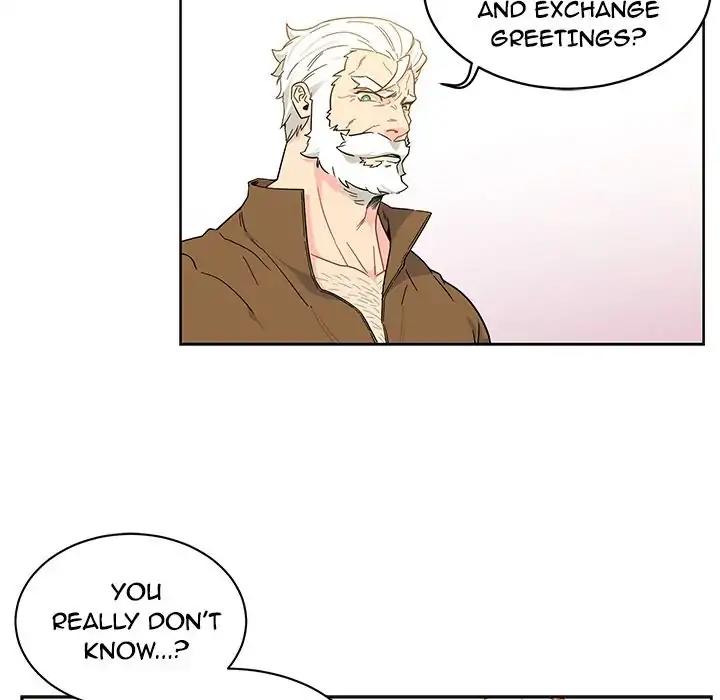 AND EXCHANGE
GREETINGS?
YOU
REALLY DON'T
KNOW...?